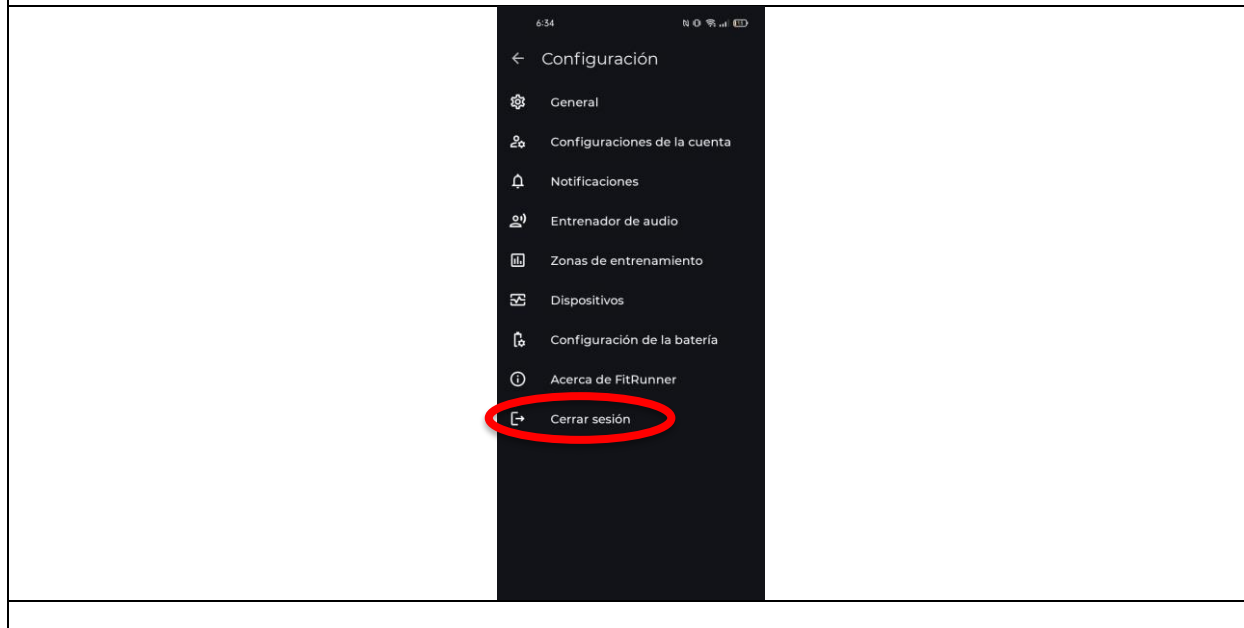 6:34
Configuración
General
Configuraciones de la cuenta
Notificaciones
Entrenador de audio
Zonas de entrenamiento
Dispositivos
Configuración de la batería
Acerca de FitRunner
Cerrar sesión